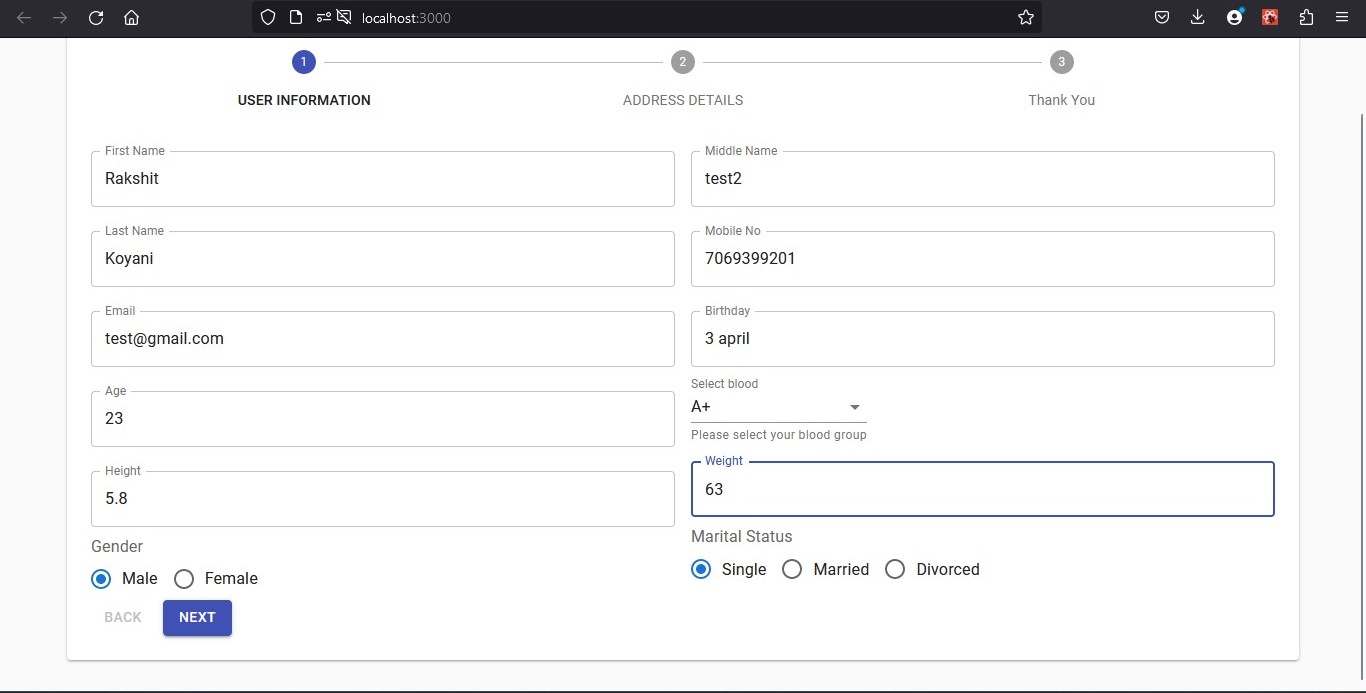 localhost:3000
1 2 3
USER INFORMATION ADDRESS DETAILS Thank You
First Name Middle Name
Rakshit test2
Last Name Mobile No
Koyani 7069399201
Email Birthday
test@gmail.com 3 april
Age Select blood
23 A+
Please select your blood group
Height Weight
5.8 63
Gender Marital Status
Male Female Single Married Divorced
BACK NEXT